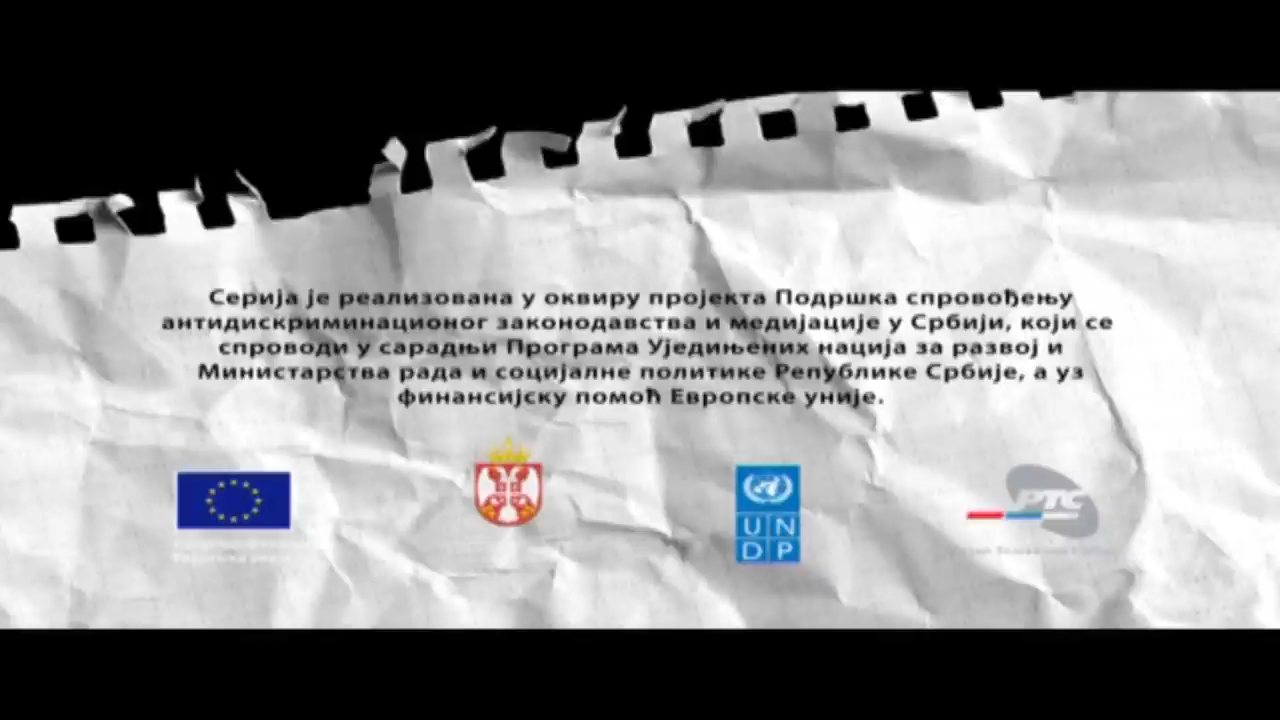 Серија је реализована у оквиру пројекта Подршка спровођењу
антидискриминационог законодавства и медијације у Србији, који се
спроводи у сарадњи Програма Уједињених нација за развој и
Министарства рада и социјалне политике Републике Србије, а уз
финансијску помоћ Европске уније.
UN
DP
РТС